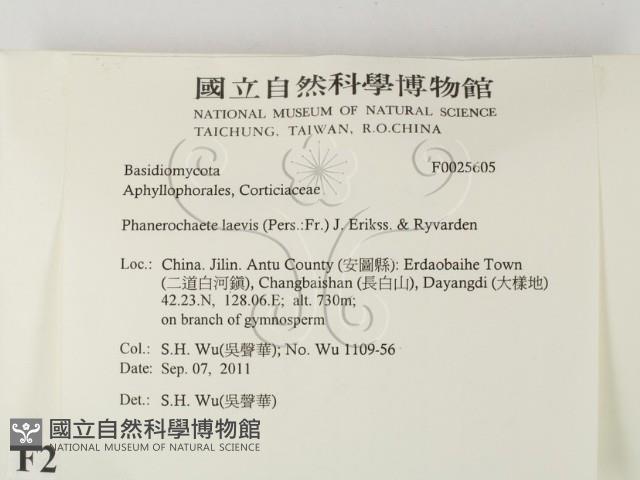 國立自然科學博物館
NATIONAL MUSEUM OF NATURAL SCIENCE
TAICHUNG, TAIWAN, R.O.CHINA
Basidiomycota F0025605
Aphyllophorales, Corticiaceae
Phanerochaete laevis (Pers.:Fr.) J. Erikss. & Ryvarden
Loc.: China. Jilin. Antu County (安圖縣): Erdaobaihe Town
(二道白河鎮), Changbaishan (長白山), Dayangdi (大樣地)
42.23.N, 128.06.E; alt. 730m;
on branch of gymnosperm
Col.: S.H. Wu(吳聲華); No. Wu 1109-56
Date: Sep. 07, 2011
Det.: S.H. Wu(吳聲華)
國立自然科學博物館
NATIONAL MUSEUM OF NATURAL SCIENCE
F2